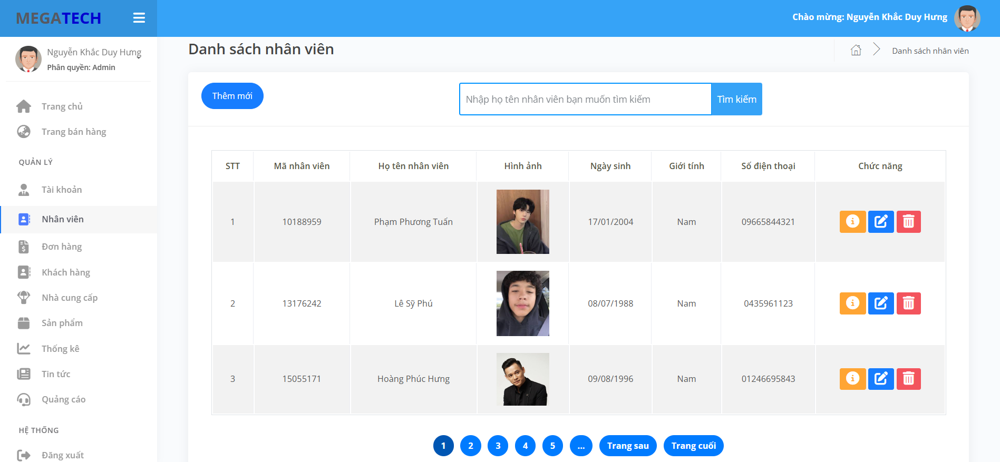 MEGATECH
Chào mừng: Nguyễn Khắc Duy Hưng
Nguyễn Khắc Duy Hưng
Phân quyền: Admin
Danh sách nhân viên
Danh sách nhân viên
Trang chủ
Trang bán hàng
QUẢN LÝ
Tài khoản
Nhân viên
Đơn hàng
Khách hàng
Nhà cung cấp
Sản phẩm
Thống kê
Tin tức
Quảng cáo
HỆ THỐNG
Đăng xuất
Thêm mới
Nhập họ tên nhân viên bạn muốn tìm kiếm Tìm kiếm
STT Mã nhân viên Họ tên nhân viên Hình ảnh Ngày sinh Giới tính Số điện thoại Chức năng
1 10188959 Phạm Phương Tuấn 17/01/2004 Nam 09665844321
2 13176242 Lê Sỹ Phú 08/07/1988 Nam 0435961123
3 15055171 Hoàng Phúc Hưng 09/08/1996 Nam 01246695843
1 2 3 4 5 ... Trang sau Trang cuối